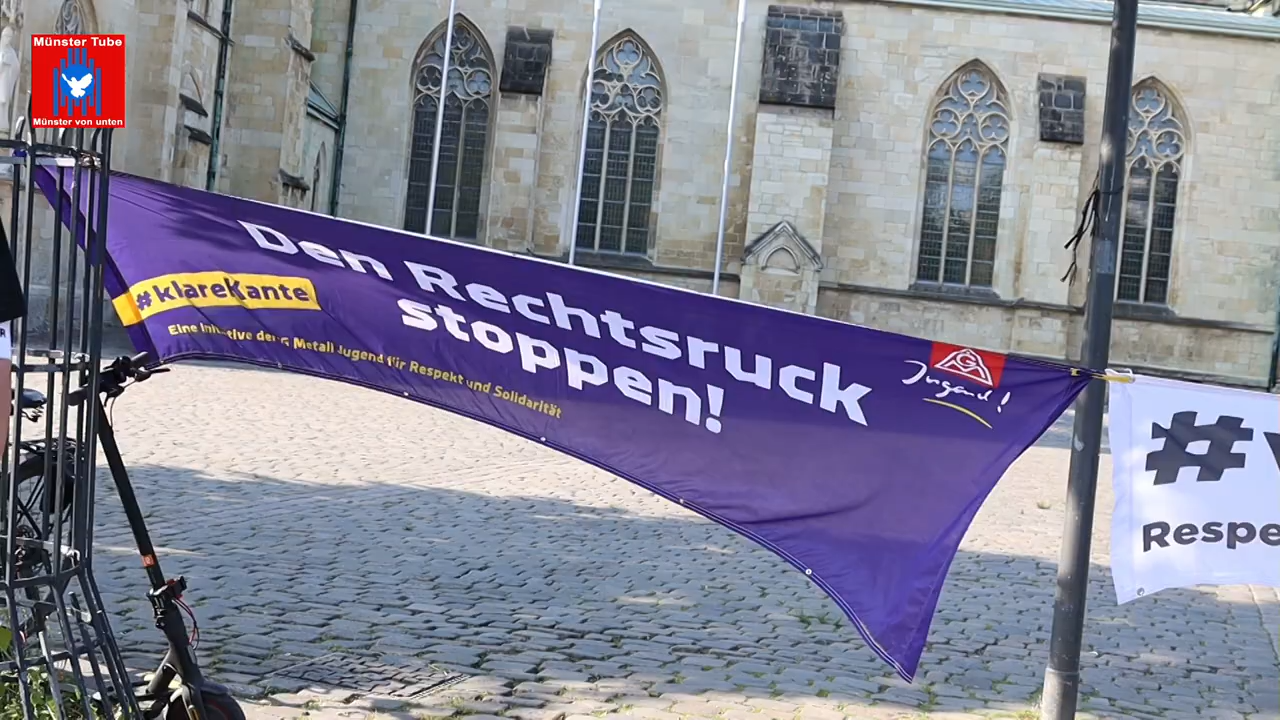 Münster Tube
Münster von unten
Den Rechtsruck
stoppen!
#klareKante
Eine Initiative der IG Metall Jugend für Respekt und Solidarität
Jugend!
#
Respe